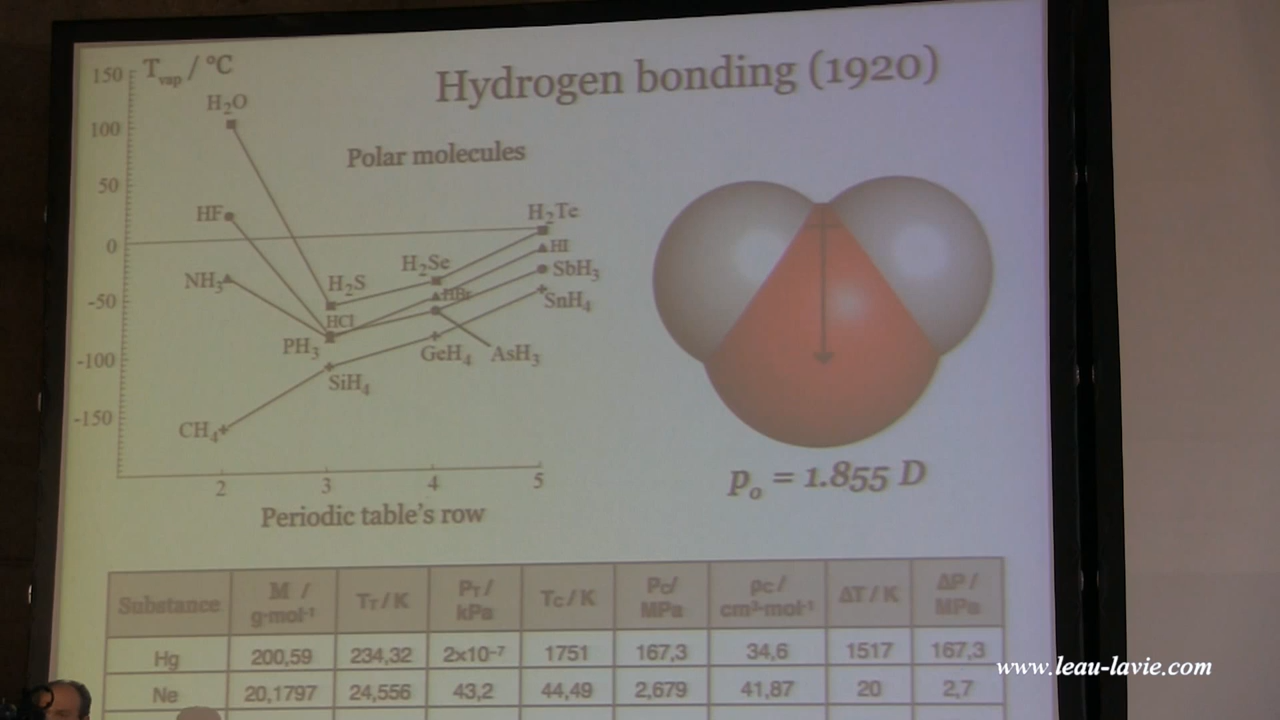 Hydrogen bonding (1920)
T_vap / °C
150
100
50
0
-50
-100
-150
H₂O
Polar molecules
HF
NH₃
CH₄
H₂S
HCl
PH₃
SiH₄
H₂Se
HBr
GeH₄
AsH₃
H₂Te
HI
SbH₃
SnH₄
2 3 4 5
Periodic table's row
p₀ = 1.855 D
Substance M / g·mol⁻¹ T_T / K P_T / kPa T_C / K P_C/ MPa ρ_C / cm³·mol⁻¹ ΔT / K ΔP / MPa
Hg 200,59 234,32 2x10⁻⁷ 1751 167,3 34,6 1517 167,3
Ne 20,1797 24,556 43,2 44,49 2,679 41,87 20 2,7
www.leau-lavie.com